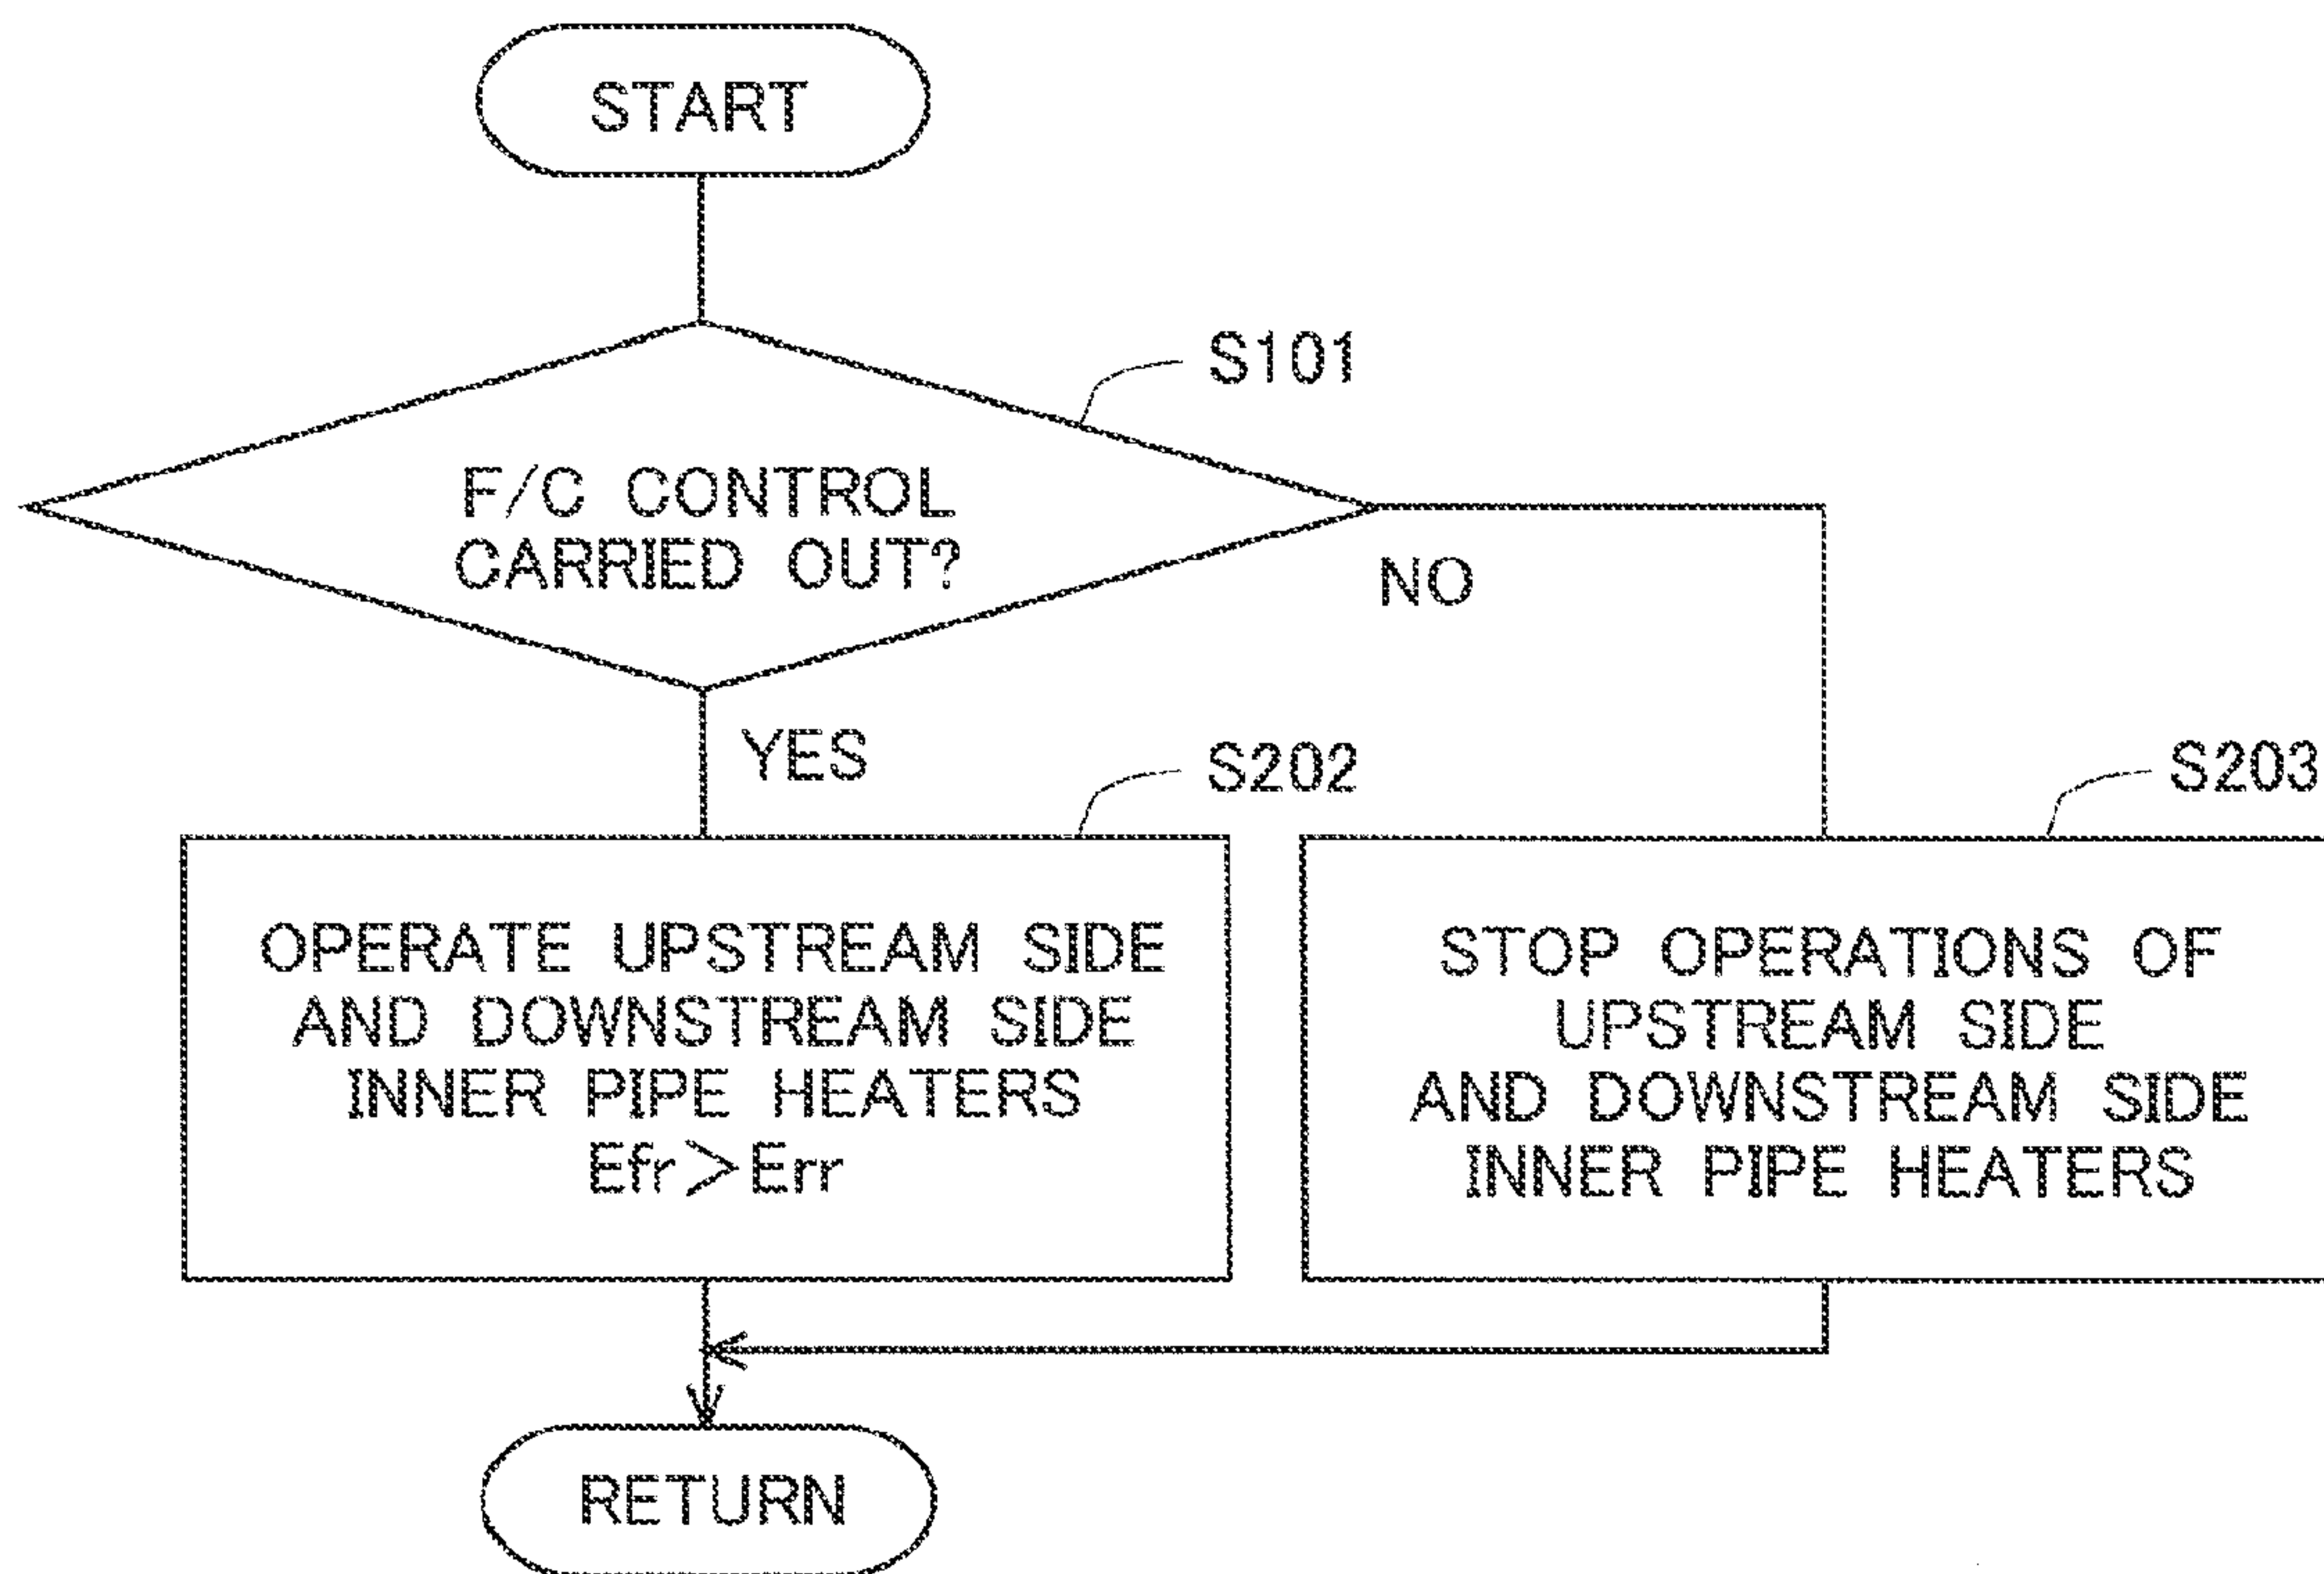 START
S101
F/C CONTROL
CARRIED OUT?
NO
YES
S202
S203
OPERATE UPSTREAM SIDE
AND DOWNSTREAM SIDE
INNER PIPE HEATERS
Efr>Err
STOP OPERATIONS OF
UPSTREAM SIDE
AND DOWNSTREAM SIDE
INNER PIPE HEATERS
RETURN